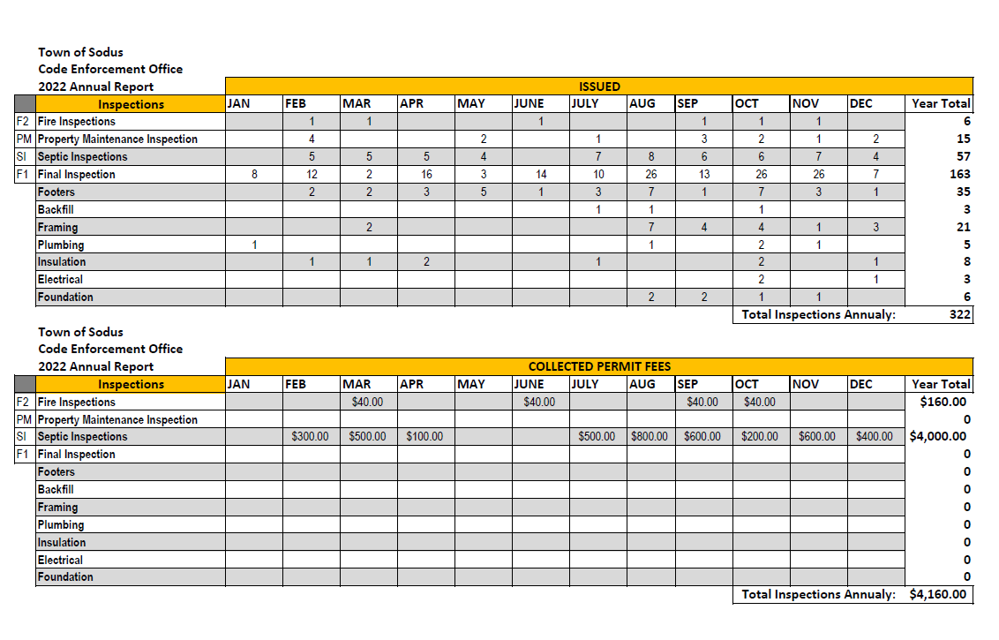 Town of Sodus
Code Enforcement Office
2022 Annual Report ISSUED
Inspections JAN FEB MAR APR MAY JUNE JULY AUG SEP OCT NOV DEC Year Total
F2 Fire Inspections 1 1 1 1 1 1 6
PM Property Maintenance Inspection 4 2 1 3 2 1 2 15
SI Septic Inspections 5 5 5 4 7 8 6 6 7 4 57
F1 Final Inspection 8 12 2 16 3 14 10 26 13 26 26 7 163
Footers 2 2 3 5 1 3 7 1 7 3 1 35
Backfill 1 1 1 3
Framing 2 7 4 4 1 3 21
Plumbing 1 1 2 1 5
Insulation 1 1 2 1 2 1 8
Electrical 2 1 3
Foundation 2 2 1 1 6
Total Inspections Annualy: 322
Town of Sodus
Code Enforcement Office
2022 Annual Report COLLECTED PERMIT FEES
Inspections JAN FEB MAR APR MAY JUNE JULY AUG SEP OCT NOV DEC Year Total
F2 Fire Inspections $40.00 $40.00 $40.00 $40.00 $160.00
PM Property Maintenance Inspection 0
SI Septic Inspections $300.00 $500.00 $100.00 $500.00 $800.00 $600.00 $200.00 $600.00 $400.00 $4,000.00
F1 Final Inspection 0
Footers 0
Backfill 0
Framing 0
Plumbing 0
Insulation 0
Electrical 0
Foundation 0
Total Inspections Annualy: $4,160.00